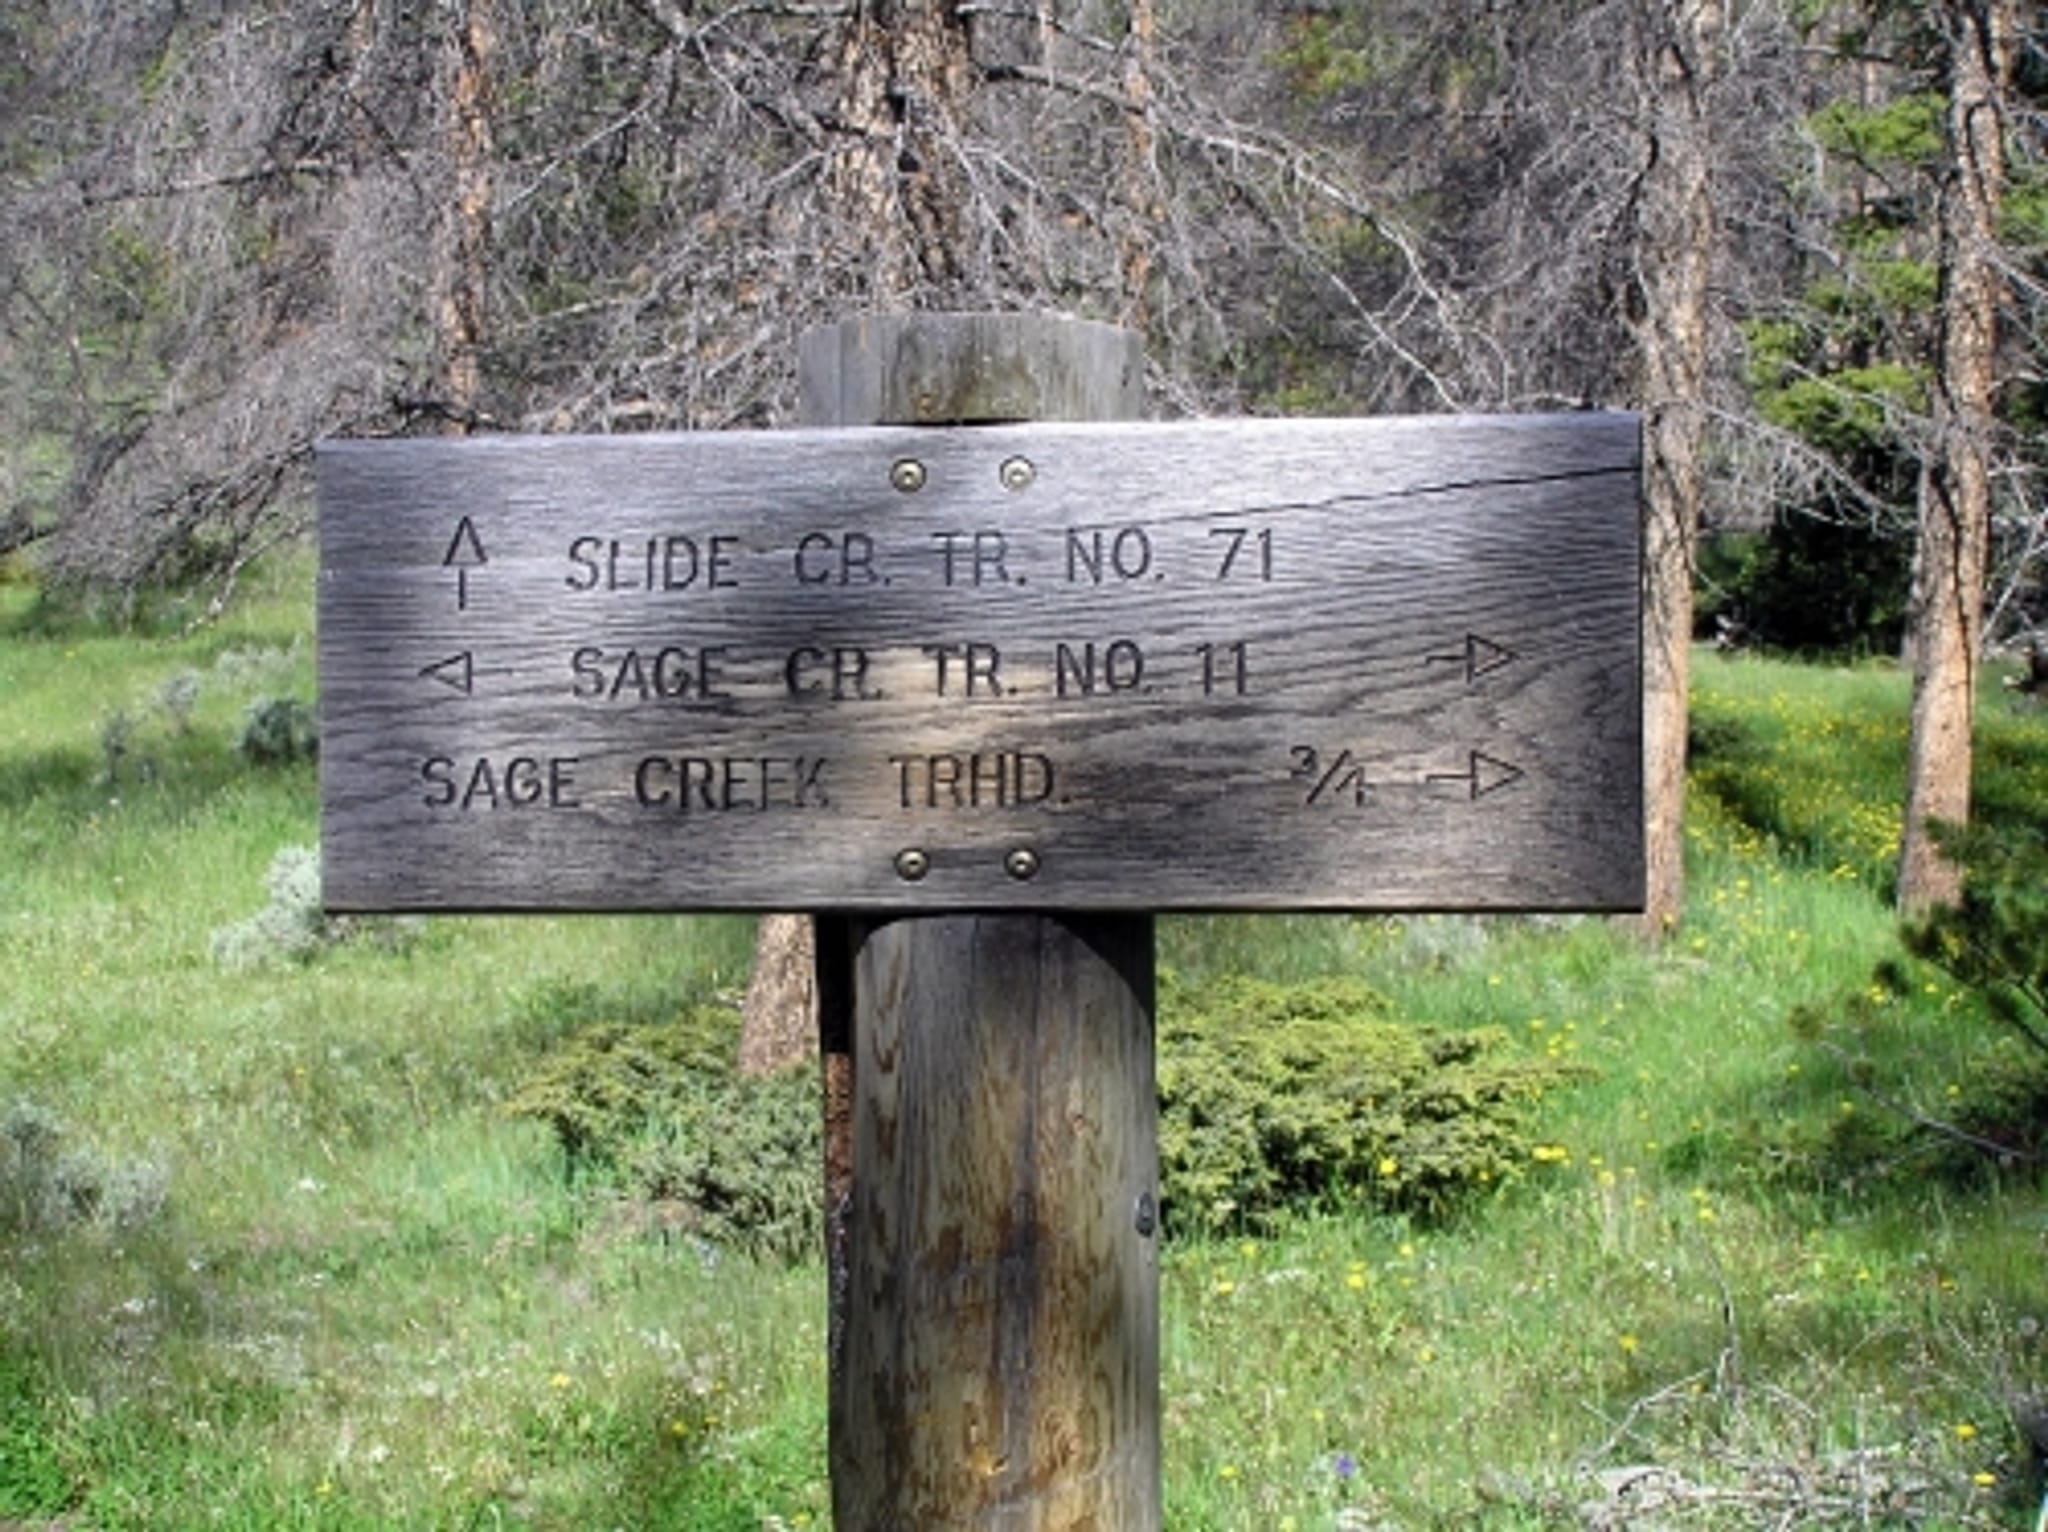 ↑ SLIDE CR. TR. NO. 71
← SAGE CR. TR. NO. 11 →
SAGE CREEK TRHD. 3/4 →